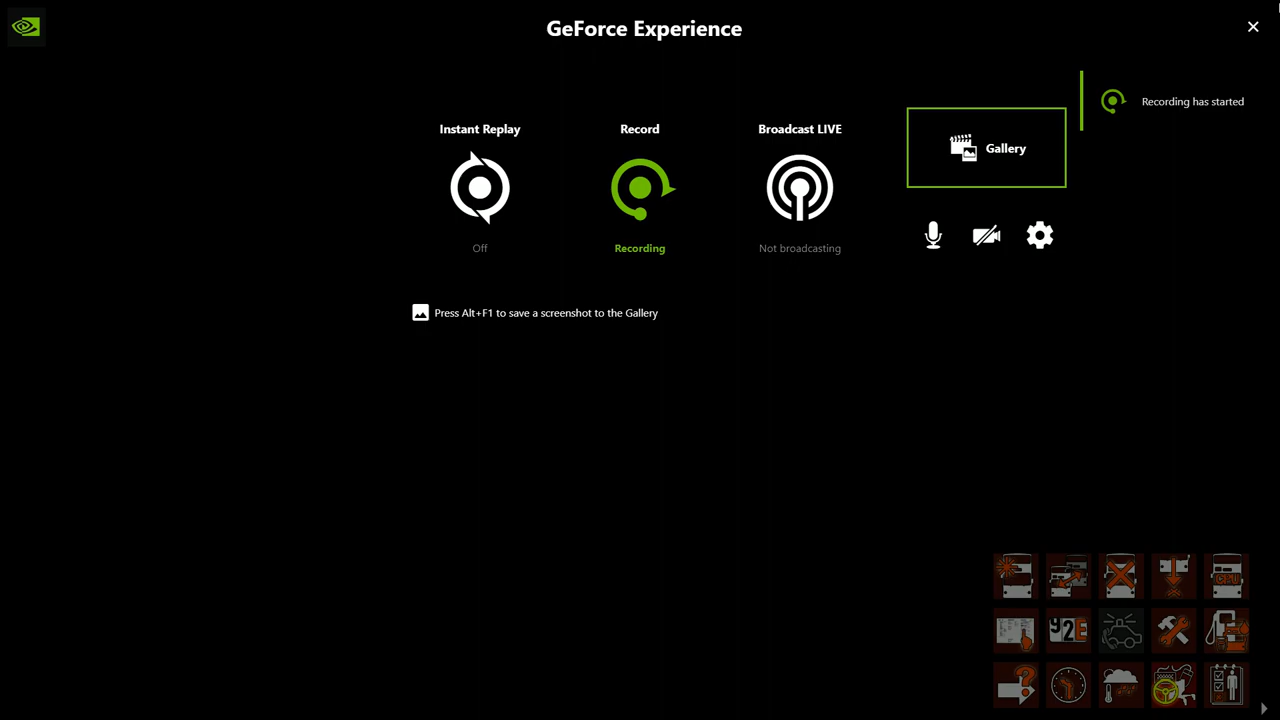 GeForce Experience
Recording has started
Instant Replay
Record
Broadcast LIVE
Gallery
Off
Recording
Not broadcasting
Press Alt+F1 to save a screenshot to the Gallery
CPU
92E
?